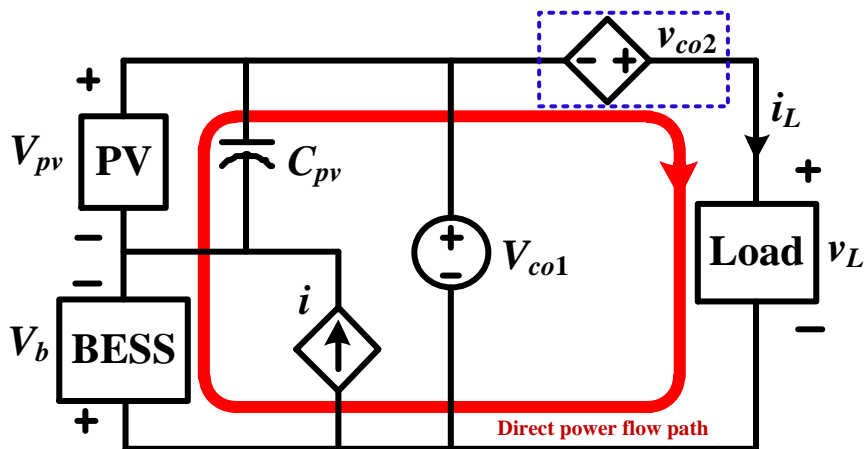 + - + v_co2
i_L
V_pv PV C_pv +
+ V_co1 Load v_L
- -
- i
V_b BESS -
+ Direct power flow path